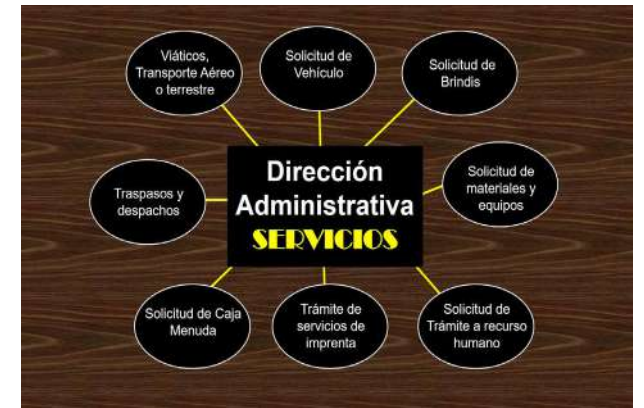 Viáticos,
Transporte Aéreo
o terrestre
Solicitud de
Vehículo
Solicitud de
Brindis
Dirección
Administrativa
SERVICIOS
Traspasos y
despachos
Solicitud de
materiales y
equipos
Solicitud de Caja
Menuda
Trámite de
servicios de
imprenta
Solicitud de
Trámite a recurso
humano